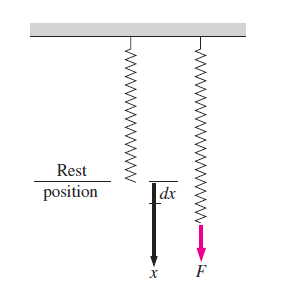 Rest
position
dx
x
F